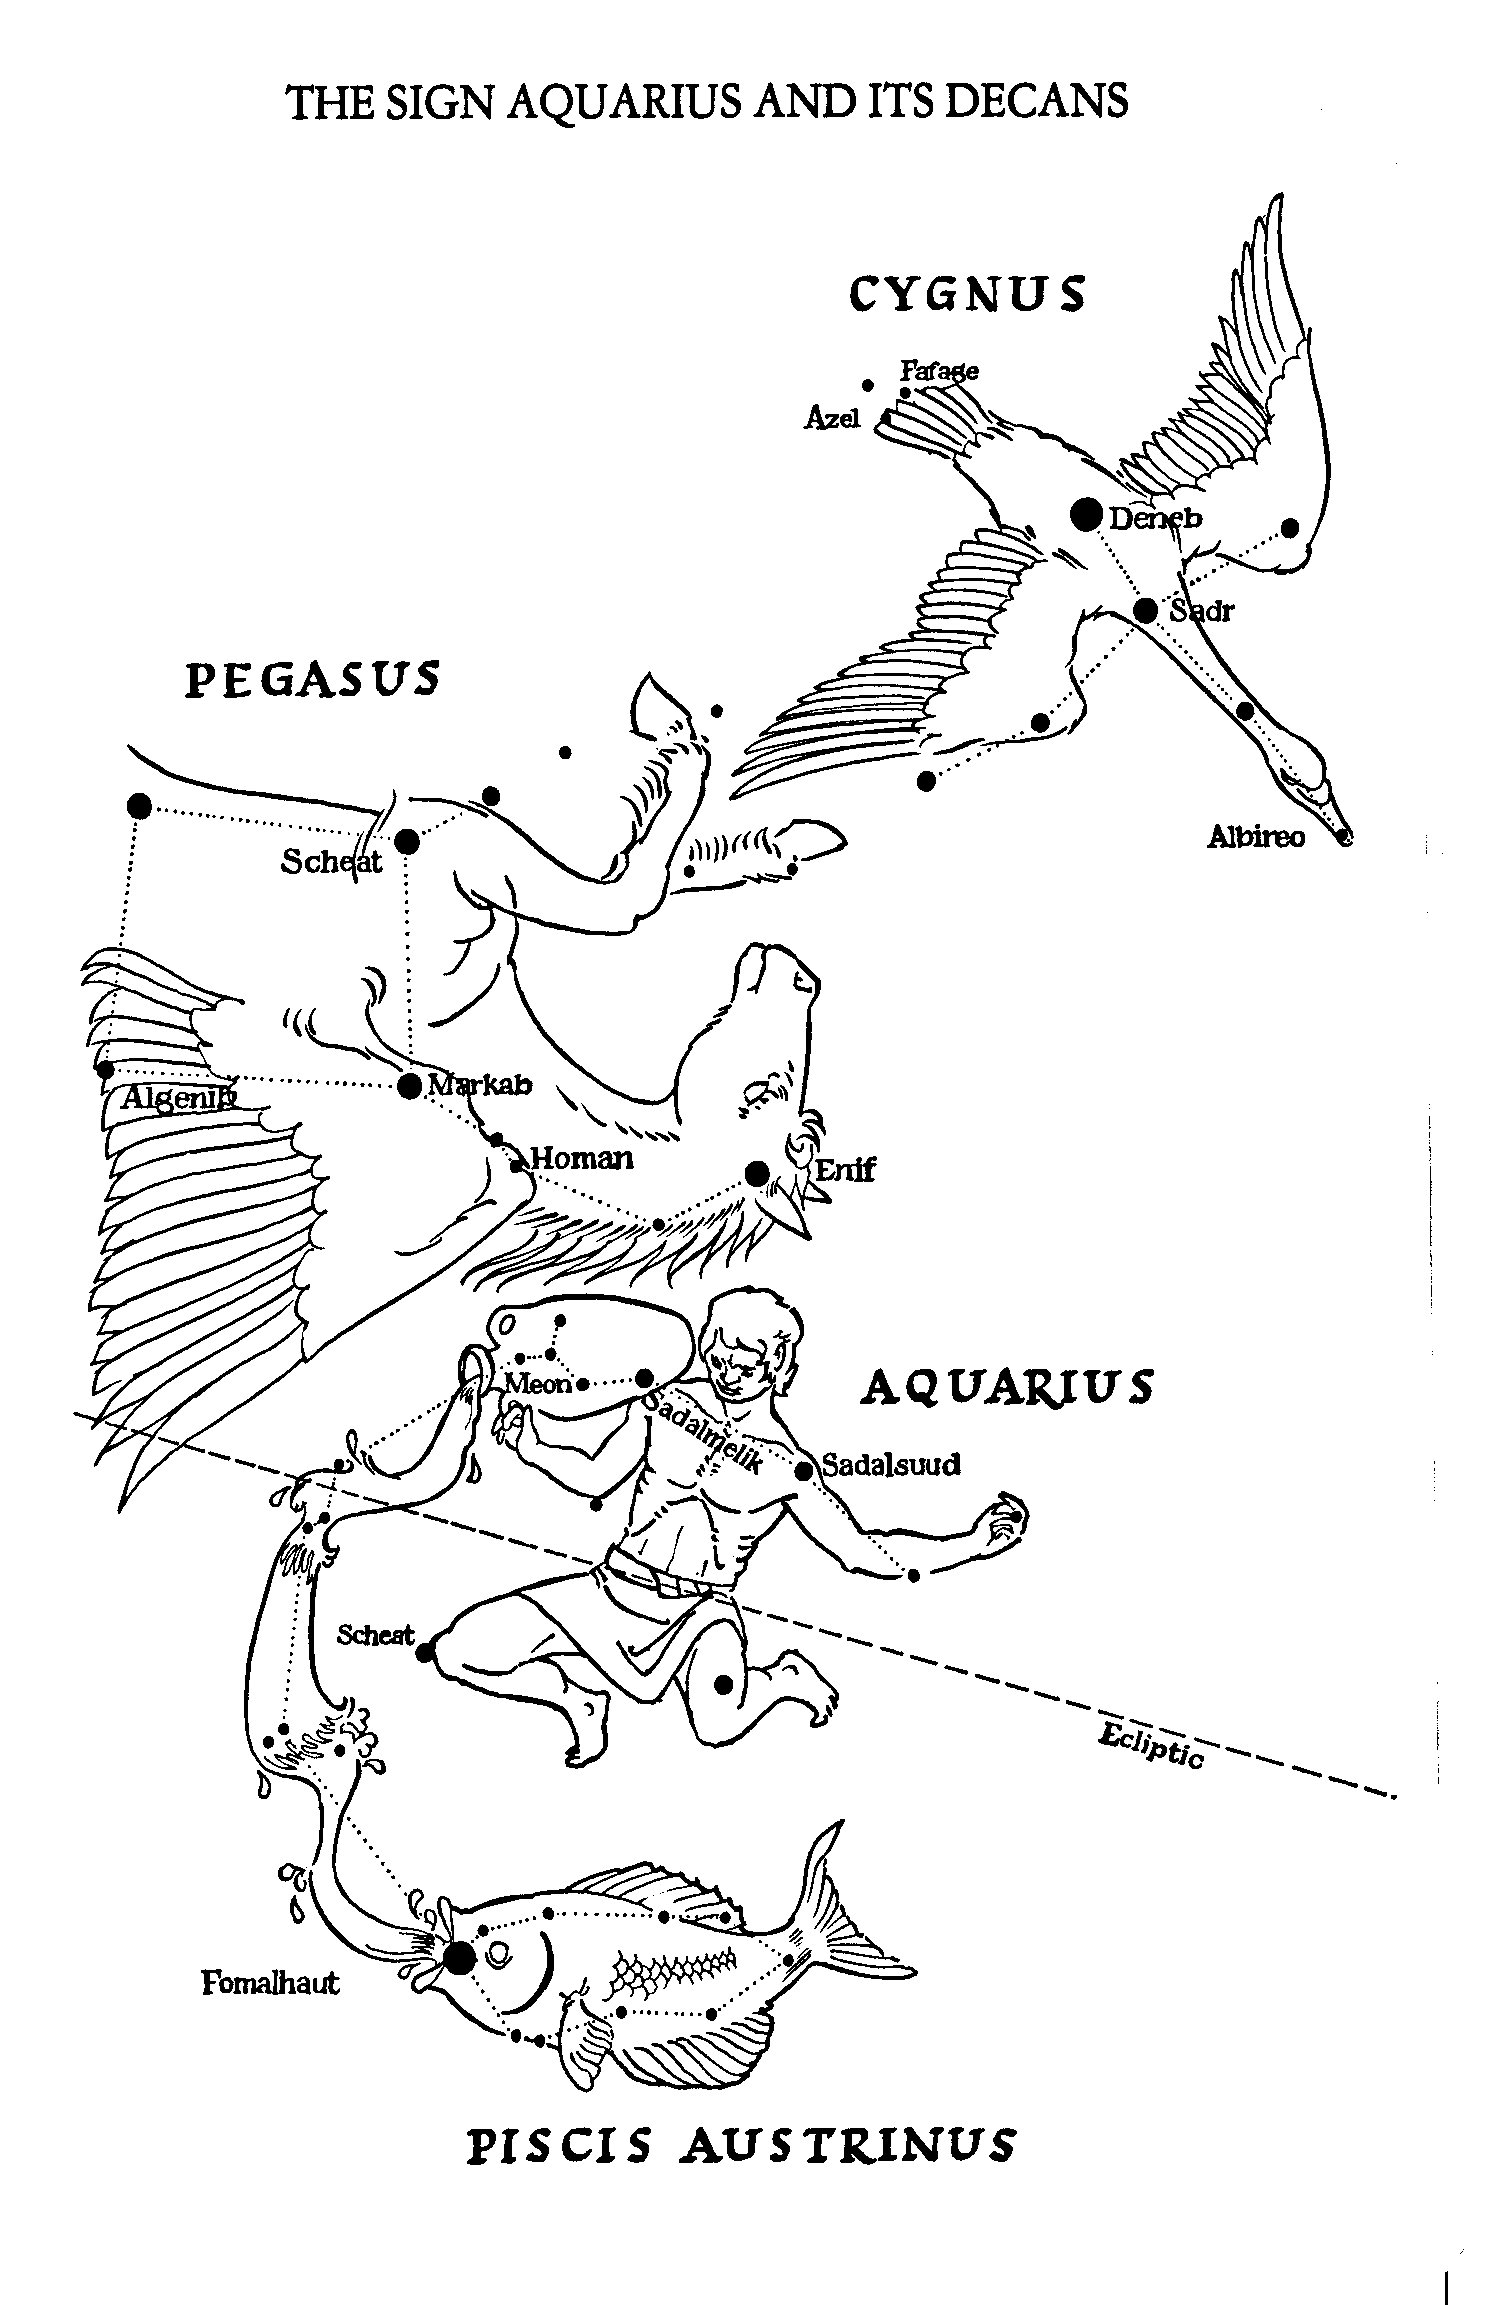 THE SIGN AQUARIUS AND ITS DECANS
CYGNUS
Fafage
Azel
Deneb
Sadr
Albireo
PEGASUS
Scheat
Algenib
Markab
Homan
Enif
AQUARIUS
Meon
Sadalmelik
Sadalsuud
Scheat
Ecliptic
Fomalhaut
PISCIS AUSTRINUS